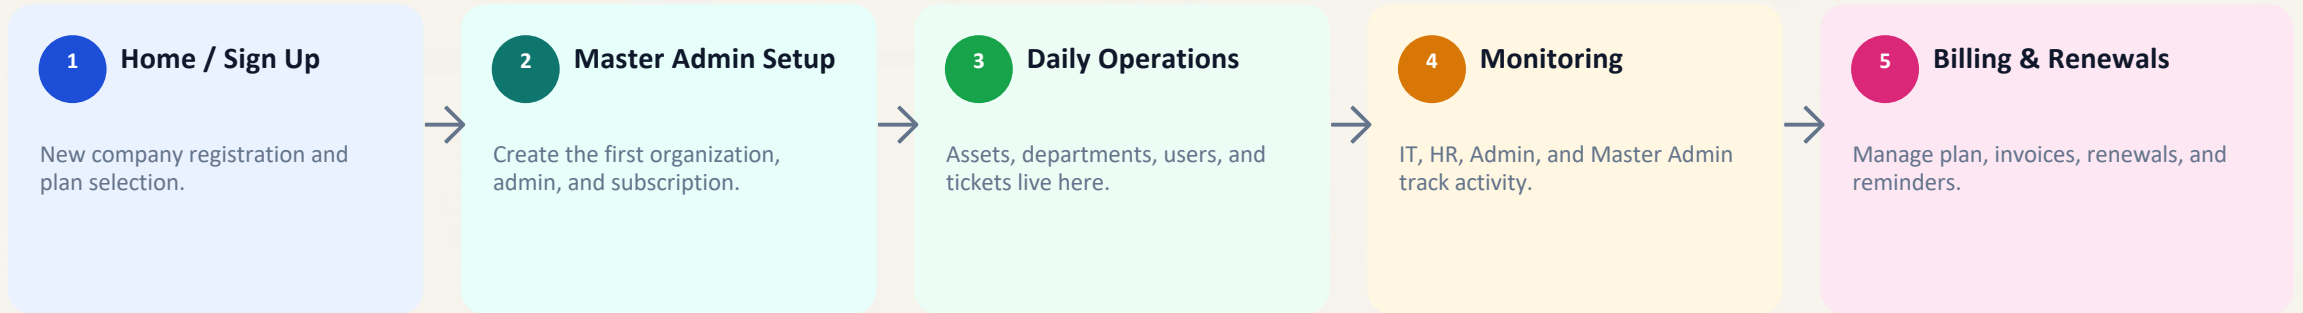 1
Home / Sign Up
New company registration and
plan selection.
2
Master Admin Setup
Create the first organization,
admin, and subscription.
3
Daily Operations
Assets, departments, users, and
tickets live here.
4
Monitoring
IT, HR, Admin, and Master Admin
track activity.
5
Billing & Renewals
Manage plan, invoices, renewals, and
reminders.